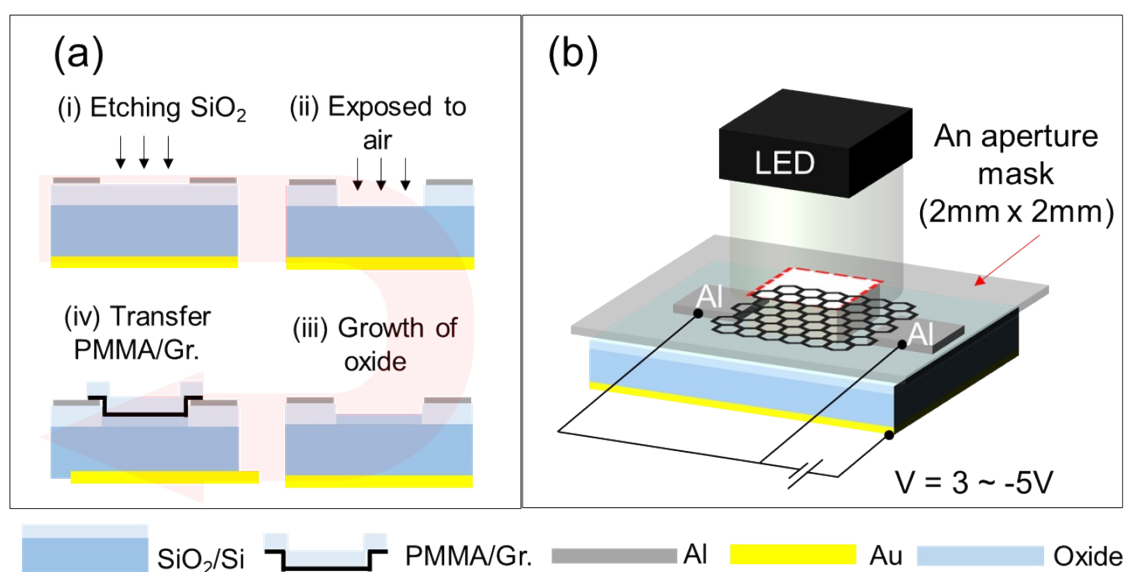 (a)
(i) Etching SiO₂
(ii) Exposed to
air
(iv) Transfer
PMMA/Gr.
(iii) Growth of
oxide
(b)
LED
An aperture
mask
(2mm x 2mm)
Al
Al
V = 3 ~ -5V
SiO₂/Si
PMMA/Gr.
Al
Au
Oxide